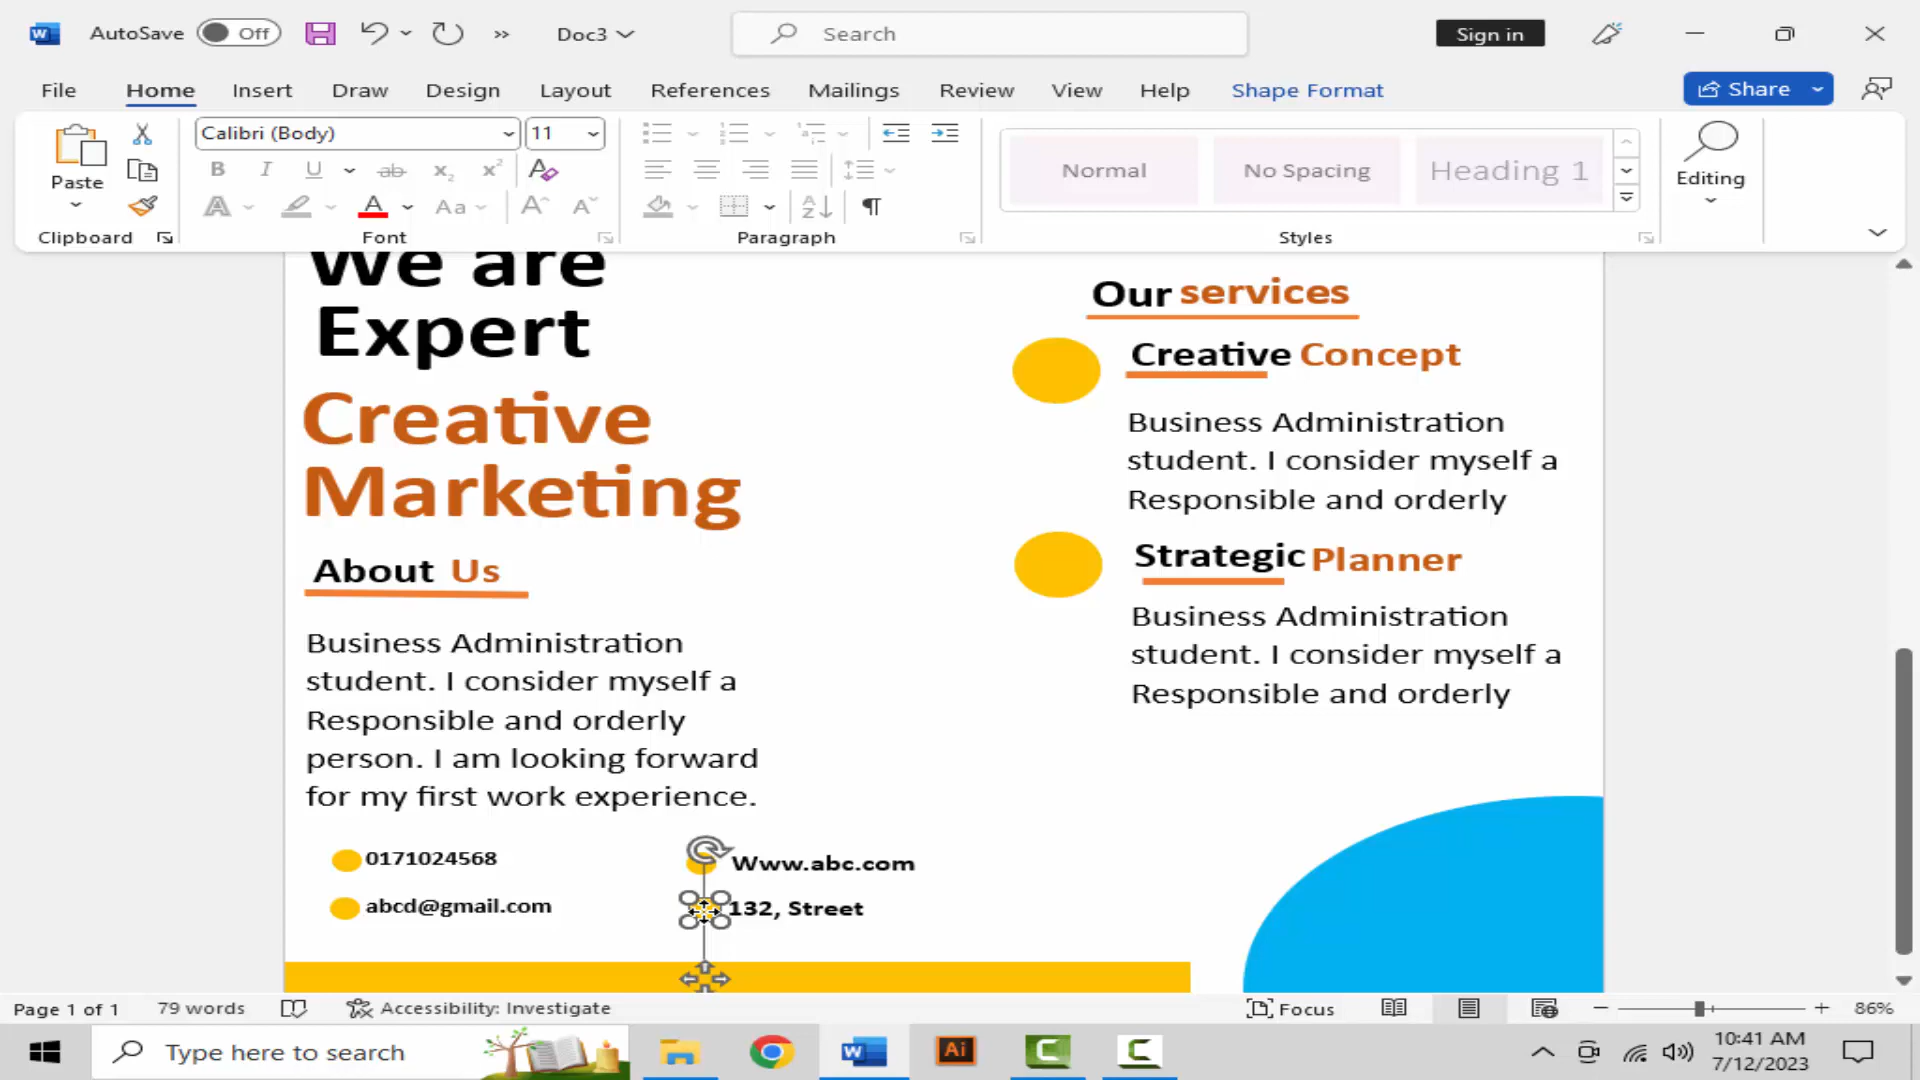 AutoSave Off Doc3 Search Sign in
File Home Insert Draw Design Layout References Mailings Review View Help Shape Format Share
Paste
Clipboard
Calibri (Body) 11
B I U ab x₂ x² A
A A Aa A A
Font
Paragraph
Normal No Spacing Heading 1
Styles
Editing
We are
Expert
Creative
Marketing
About Us
Business Administration
student. I consider myself a
Responsible and orderly
person. I am looking forward
for my first work experience.
0171024568
abcd@gmail.com
Www.abc.com
132, Street
Our services
Creative Concept
Business Administration
student. I consider myself a
Responsible and orderly
Strategic Planner
Business Administration
student. I consider myself a
Responsible and orderly
Page 1 of 1 79 words Accessibility: Investigate Focus 86%
Type here to search
Ai
10:41 AM
7/12/2023